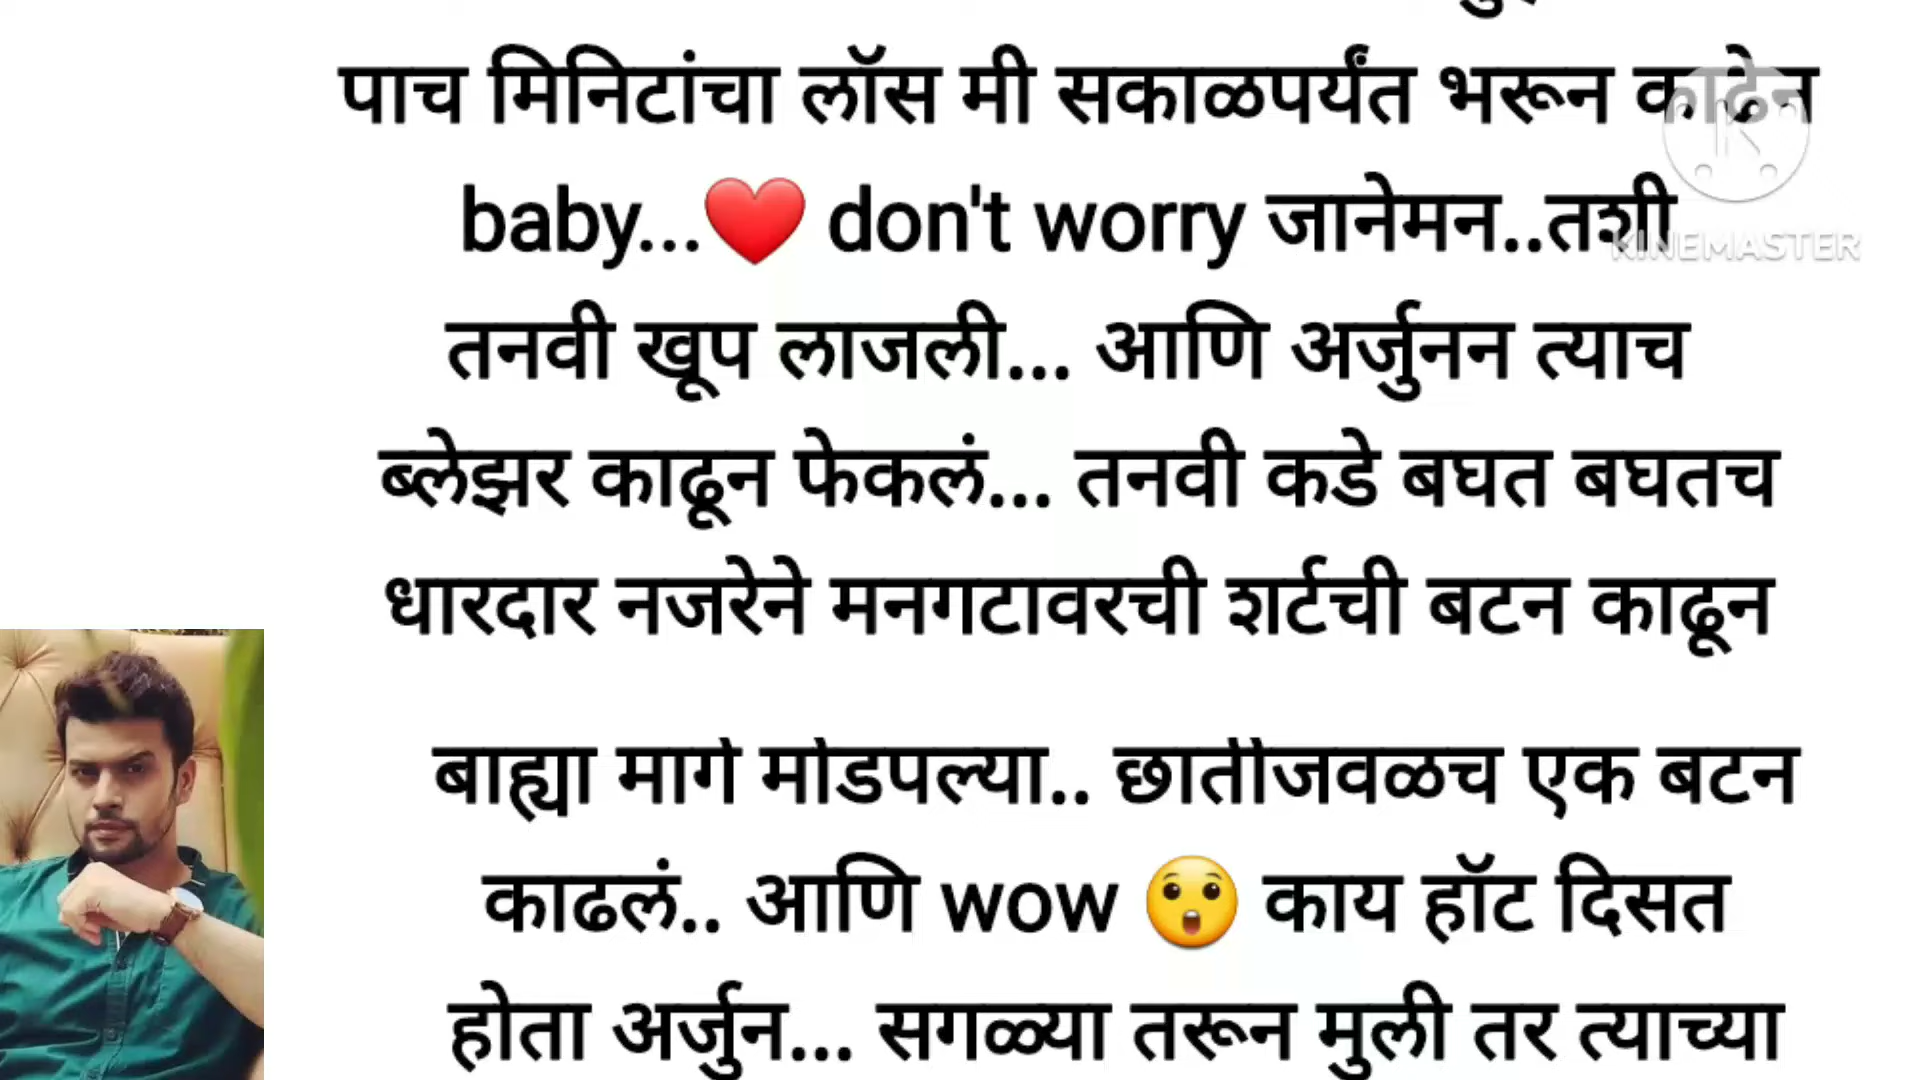 पाच मिनिटांचा लॉस मी सकाळपर्यंत भरून काढेन
baby...❤️ don't worry जानेमन..तशी
KINEMASTER
तनवी खूप लाजली... आणि अर्जुनन त्याच
ब्लेझर काढून फेकलं... तनवी कडे बघत बघतच
धारदार नजरेने मनगटावरची शर्टची बटन काढून
बाह्या मागे मोडपल्या.. छातीजवळच एक बटन
काढलं.. आणि wow 😲 काय हॉट दिसत
होता अर्जुन... सगळ्या तरून मुली तर त्याच्या